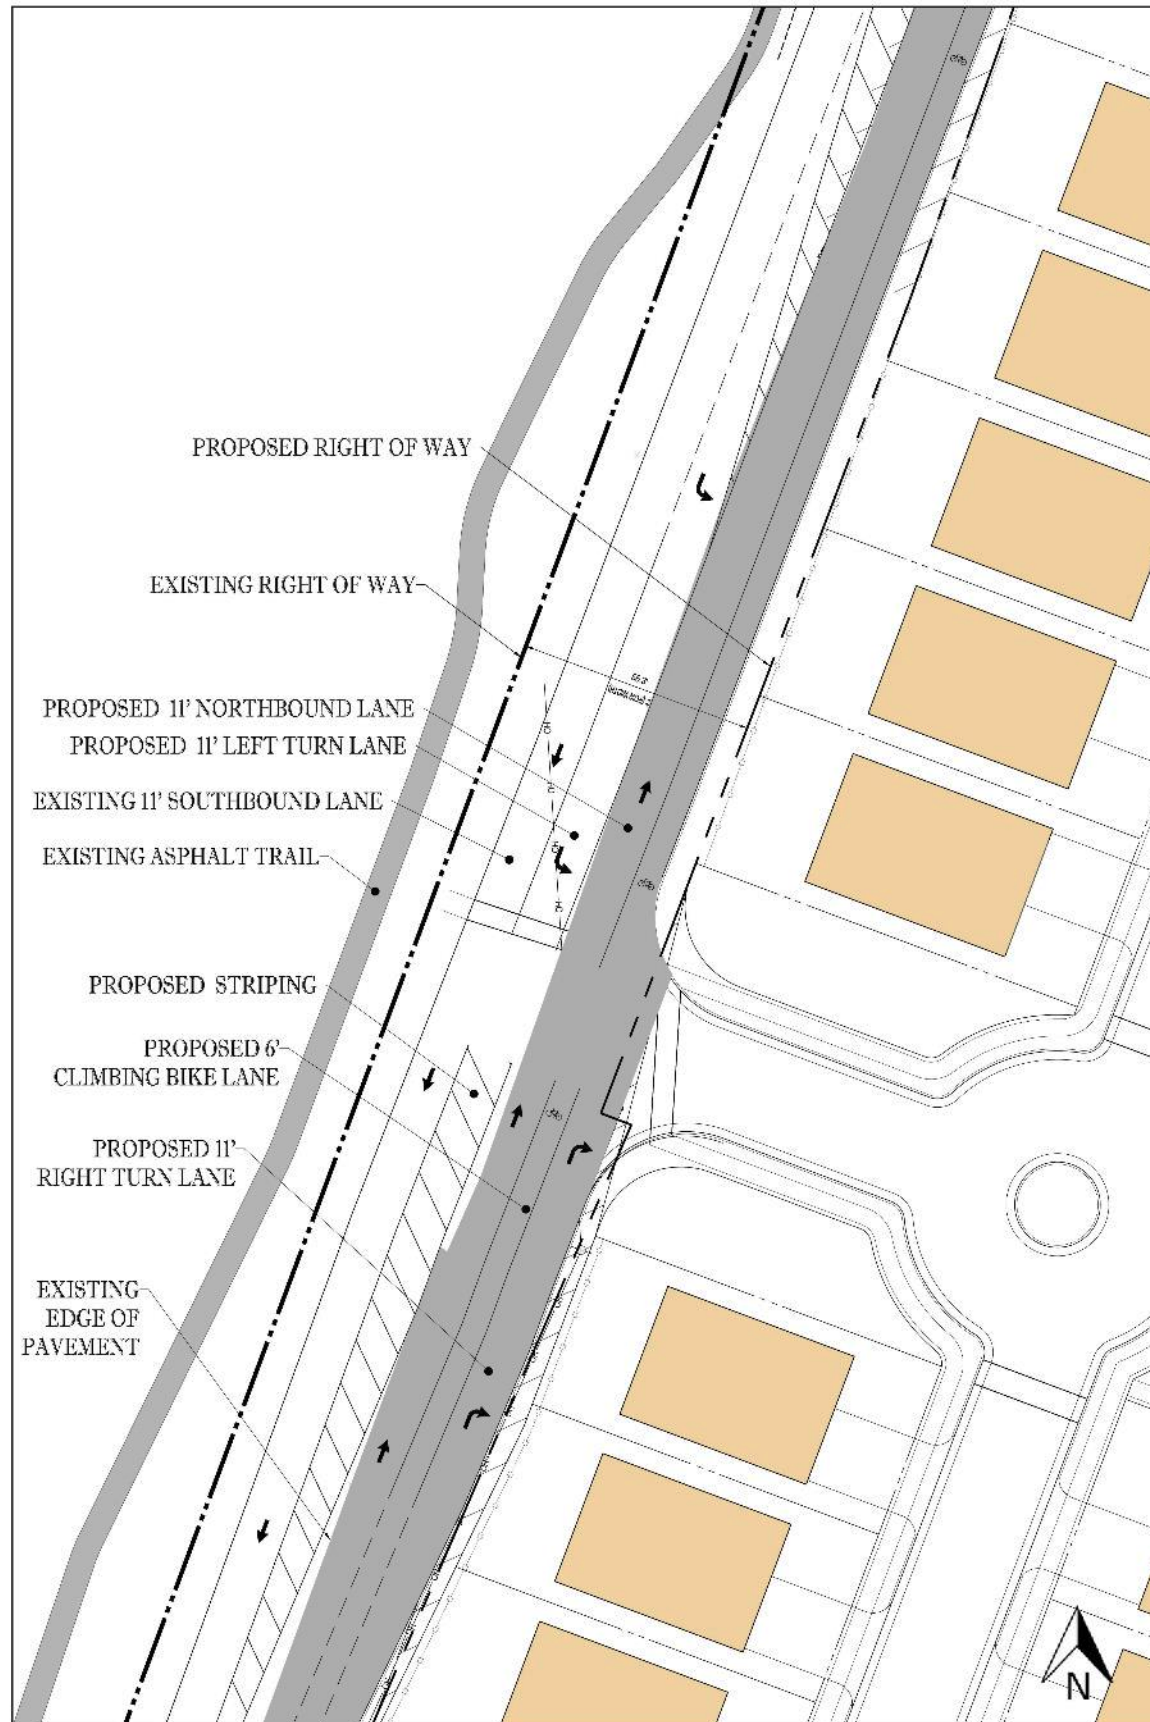 PROPOSED RIGHT OF WAY
EXISTING RIGHT OF WAY
PROPOSED 11' NORTHBOUND LANE
PROPOSED 11' LEFT TURN LANE
EXISTING 11' SOUTHBOUND LANE
EXISTING ASPHALT TRAIL
PROPOSED STRIPING
PROPOSED 6'
CLIMBING BIKE LANE
PROPOSED 11'
RIGHT TURN LANE
EXISTING
EDGE OF
PAVEMENT
N